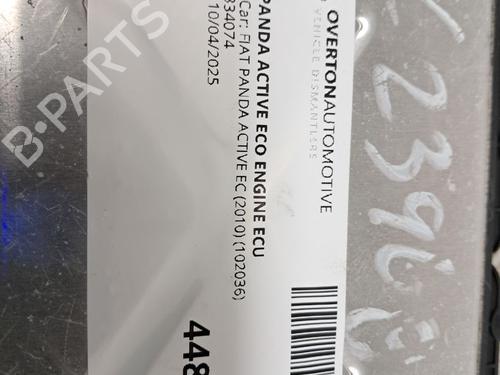 B-PARTS
OVERTONAUTOMOTIVE
VEHICLE DISMANTLERS
PANDA ACTIVE ECO ENGINE ECU
Car: FIAT PANDA ACTIVE EC (2010) (102036)
834074
10/04/2025
448